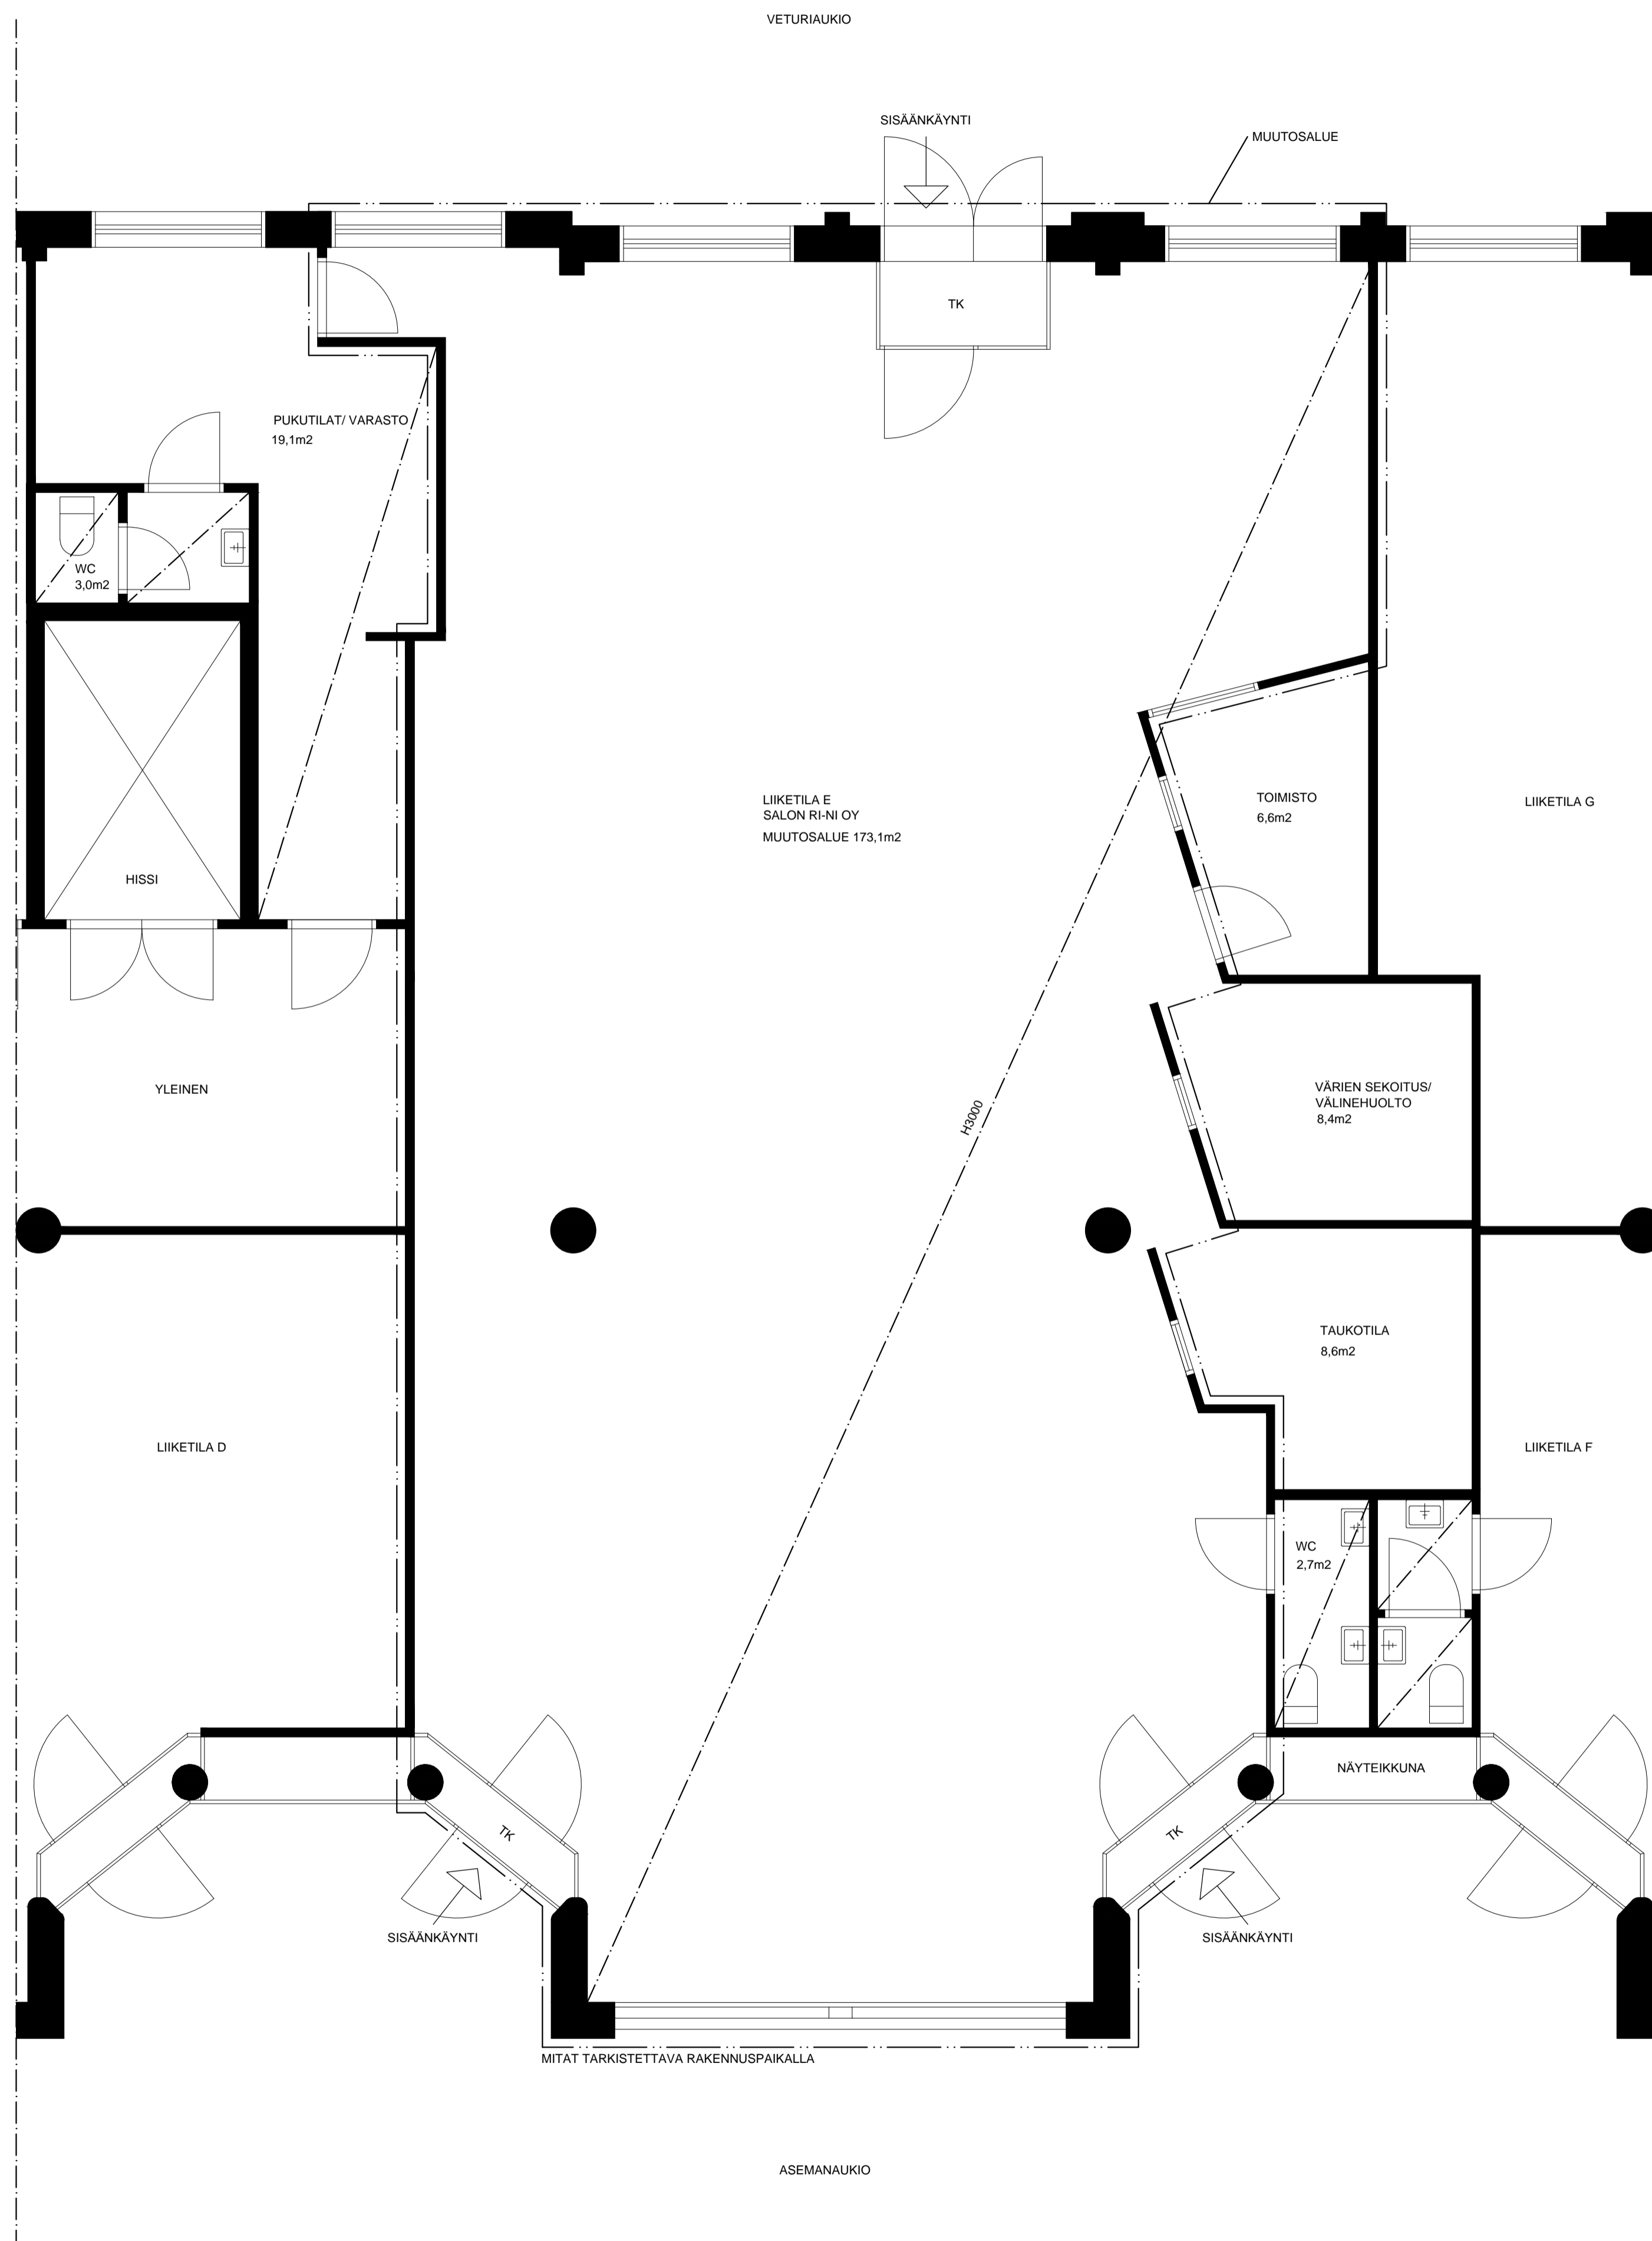 VETURIAUKIO
SISÄÄNKÄYNTI
MUUTOSALUE
TK
PUKUTILAT/ VARASTO
19,1m2
WC
3,0m2
LIIKETILA E
SALON RI-NI OY
MUUTOSALUE 173,1m2
TOIMISTO
6,6m2
LIIKETILA G
HISSI
YLEINEN
H3000
VÄRIEN SEKOITUS/
VÄLINEHUOLTO
8,4m2
TAUKOTILA
8,6m2
LIIKETILA D
LIIKETILA F
WC
2,7m2
NÄYTEIKKUNA
TK
TK
SISÄÄNKÄYNTI
SISÄÄNKÄYNTI
MITAT TARKISTETTAVA RAKENNUSPAIKALLA
ASEMANAUKIO